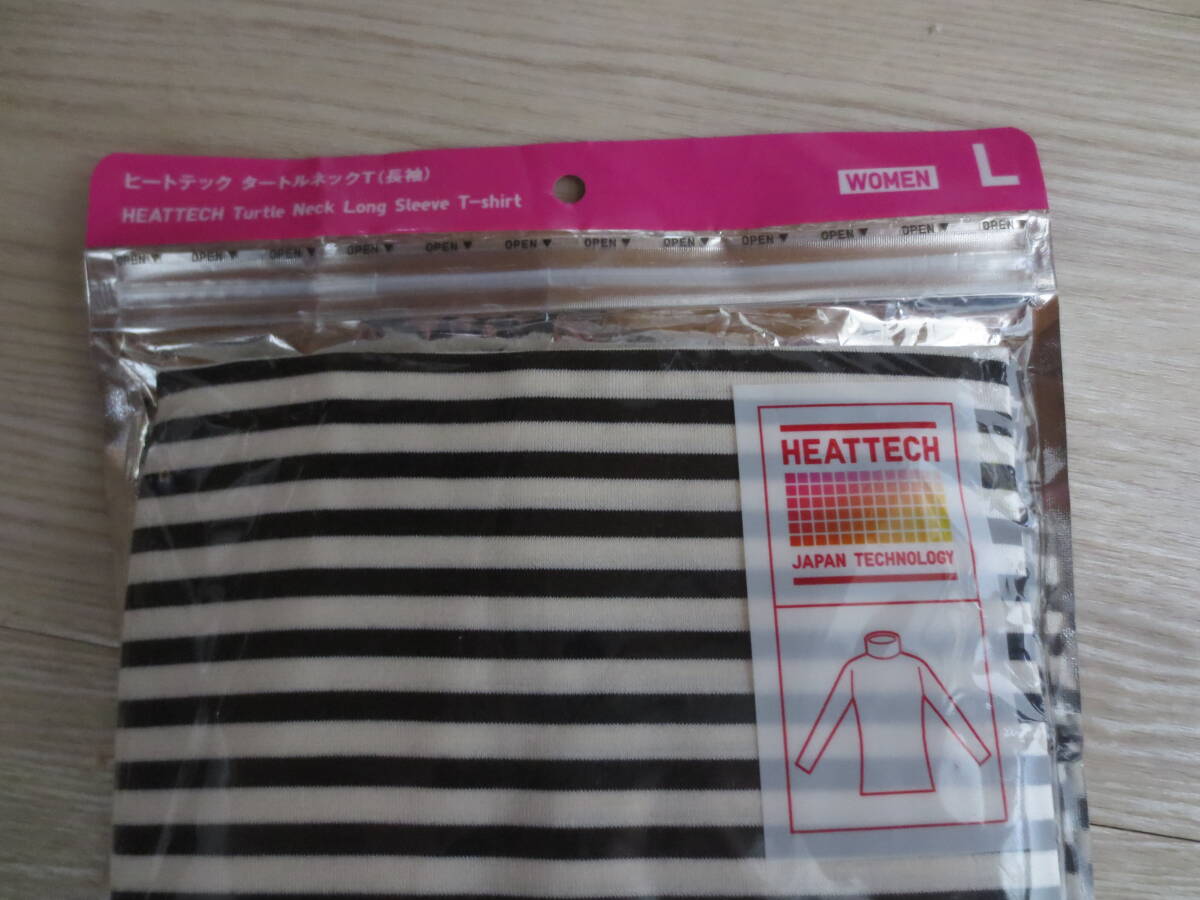 ヒートテック タートルネックT(長袖)
HEATTECH Turtle Neck Long Sleeve T-shirt
WOMEN L
OPEN▼ OPEN▼ OPEN▼ OPEN▼ OPEN▼ OPEN▼ OPEN▼ OPEN▼ OPEN▼ OPEN▼ OPEN▼ OPEN▼
HEATTECH
JAPAN TECHNOLOGY